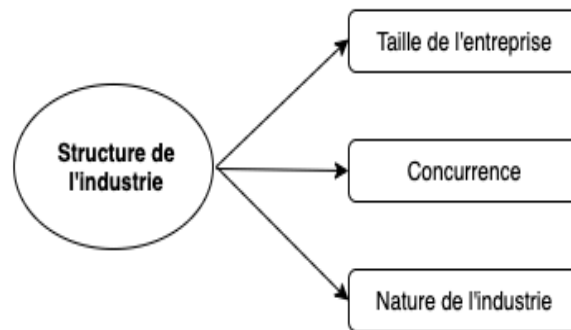 Taille de l'entreprise
Structure de
l'industrie
Concurrence
Nature de l'industrie